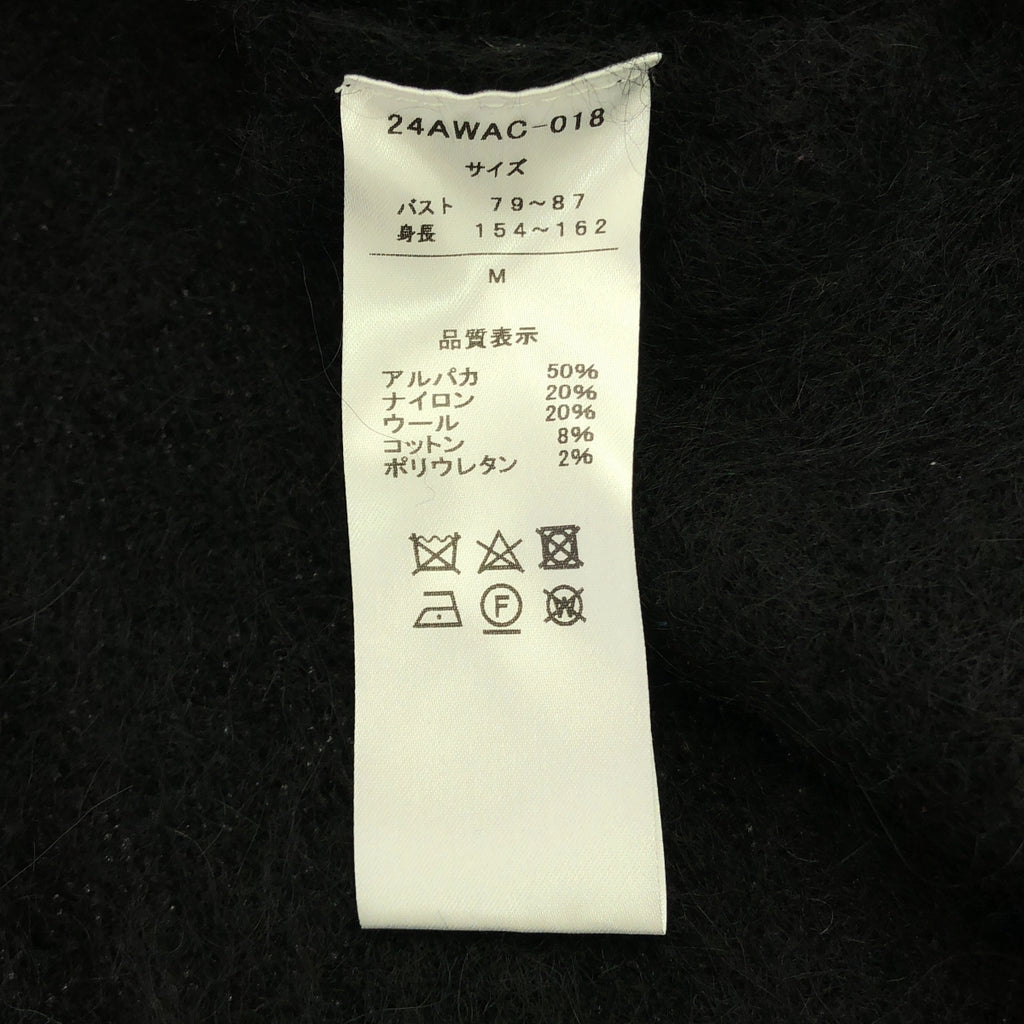 24AWAC-018
サイズ
バスト 79～87
身長 154～162
M
品質表示
アルパカ 50%
ナイロン 20%
ウール 20%
コットン 8%
ポリウレタン 2%
F W